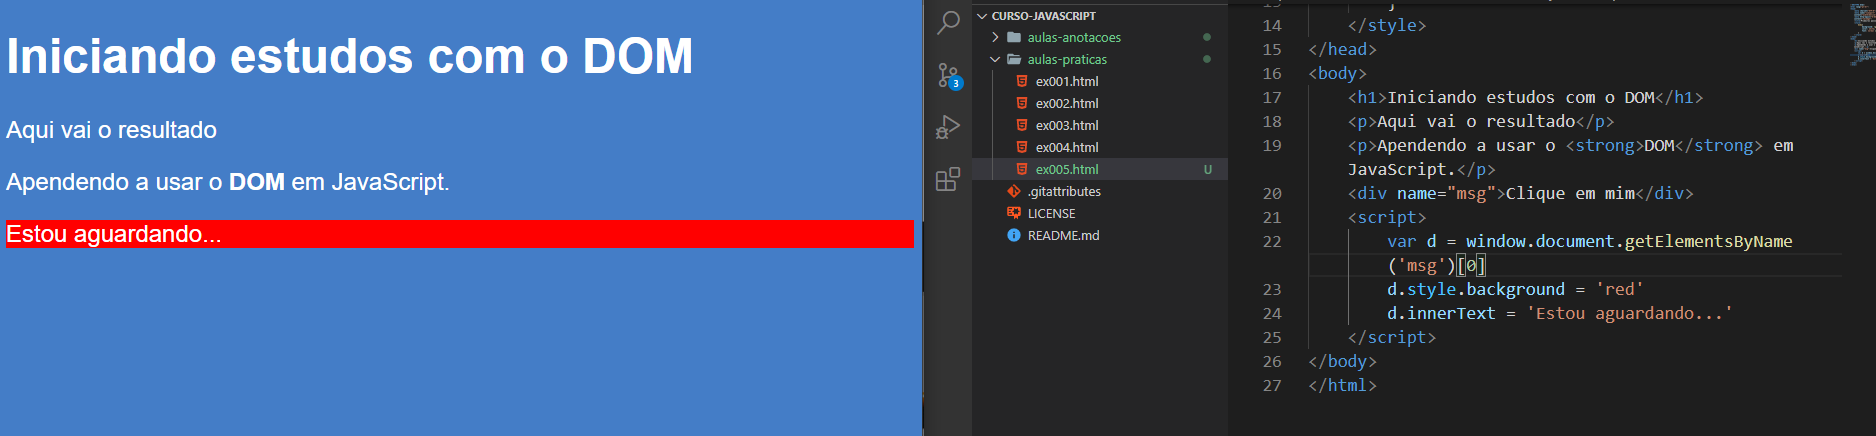 Iniciando estudos com o DOM
Aqui vai o resultado
Apendendo a usar o DOM em JavaScript.
Estou aguardando...
3
CURSO-JAVASCRIPT
aulas-anotacoes
aulas-praticas
ex001.html
ex002.html
ex003.html
ex004.html
ex005.html U
.gitattributes
LICENSE
README.md
14 </style>
15 </head>
16 <body>
17 <h1>Iniciando estudos com o DOM</h1>
18 <p>Aqui vai o resultado</p>
19 <p>Apendendo a usar o <strong>DOM</strong> em
JavaScript.</p>
20 <div name="msg">Clique em mim</div>
21 <script>
22 var d = window.document.getElementsByName
('msg')[0]
23 d.style.background = 'red'
24 d.innerText = 'Estou aguardando...'
25 </script>
26 </body>
27 </html>